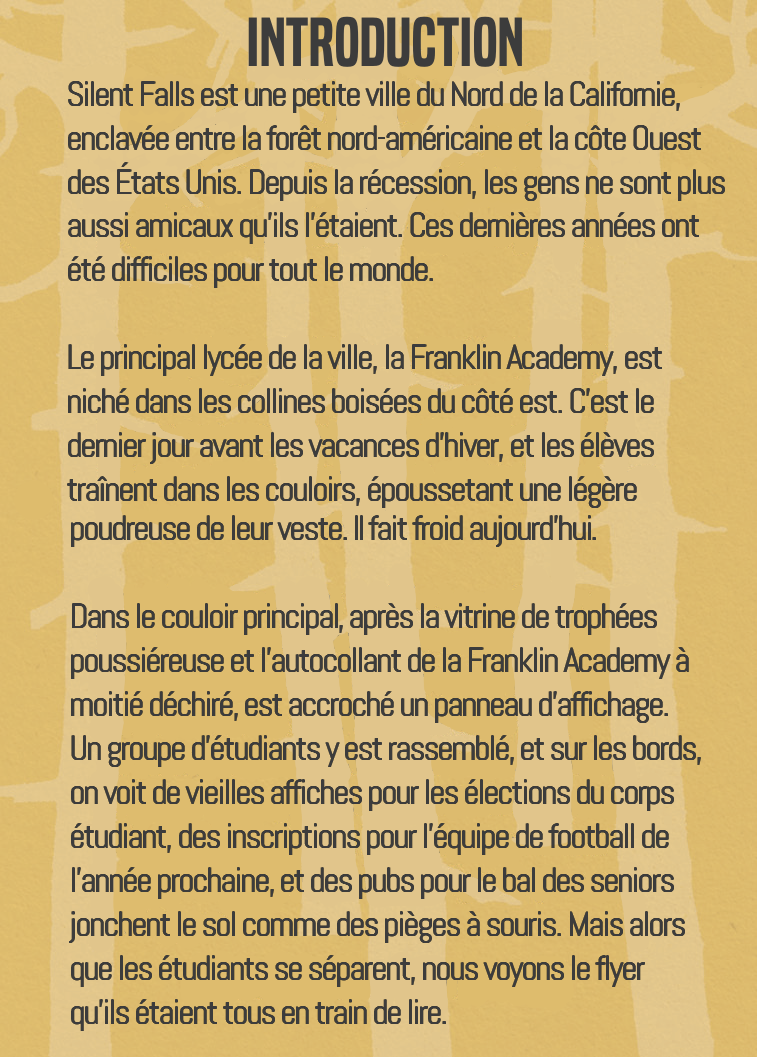 INTRODUCTION
Silent Falls est une petite ville du Nord de la Californie,
enclavée entre la forêt nord-américaine et la côte Ouest
des États Unis. Depuis la récession, les gens ne sont plus
aussi amicaux qu'ils l'étaient. Ces dernières années ont
été difficiles pour tout le monde.
Le principal lycée de la ville, la Franklin Academy, est
niché dans les collines boisées du côté est. C'est le
dernier jour avant les vacances d'hiver, et les élèves
traînent dans les couloirs, époussetant une légère
poudreuse de leur veste. Il fait froid aujourd'hui.
Dans le couloir principal, après la vitrine de trophées
poussiéreuse et l'autocollant de la Franklin Academy à
moitié déchiré, est accroché un panneau d'affichage.
Un groupe d'étudiants y est rassemblé, et sur les bords,
on voit de vieilles affiches pour les élections du corps
étudiant, des inscriptions pour l'équipe de football de
l'année prochaine, et des pubs pour le bal des seniors
jonchent le sol comme des pièges à souris. Mais alors
que les étudiants se séparent, nous voyons le flyer
qu'ils étaient tous en train de lire.